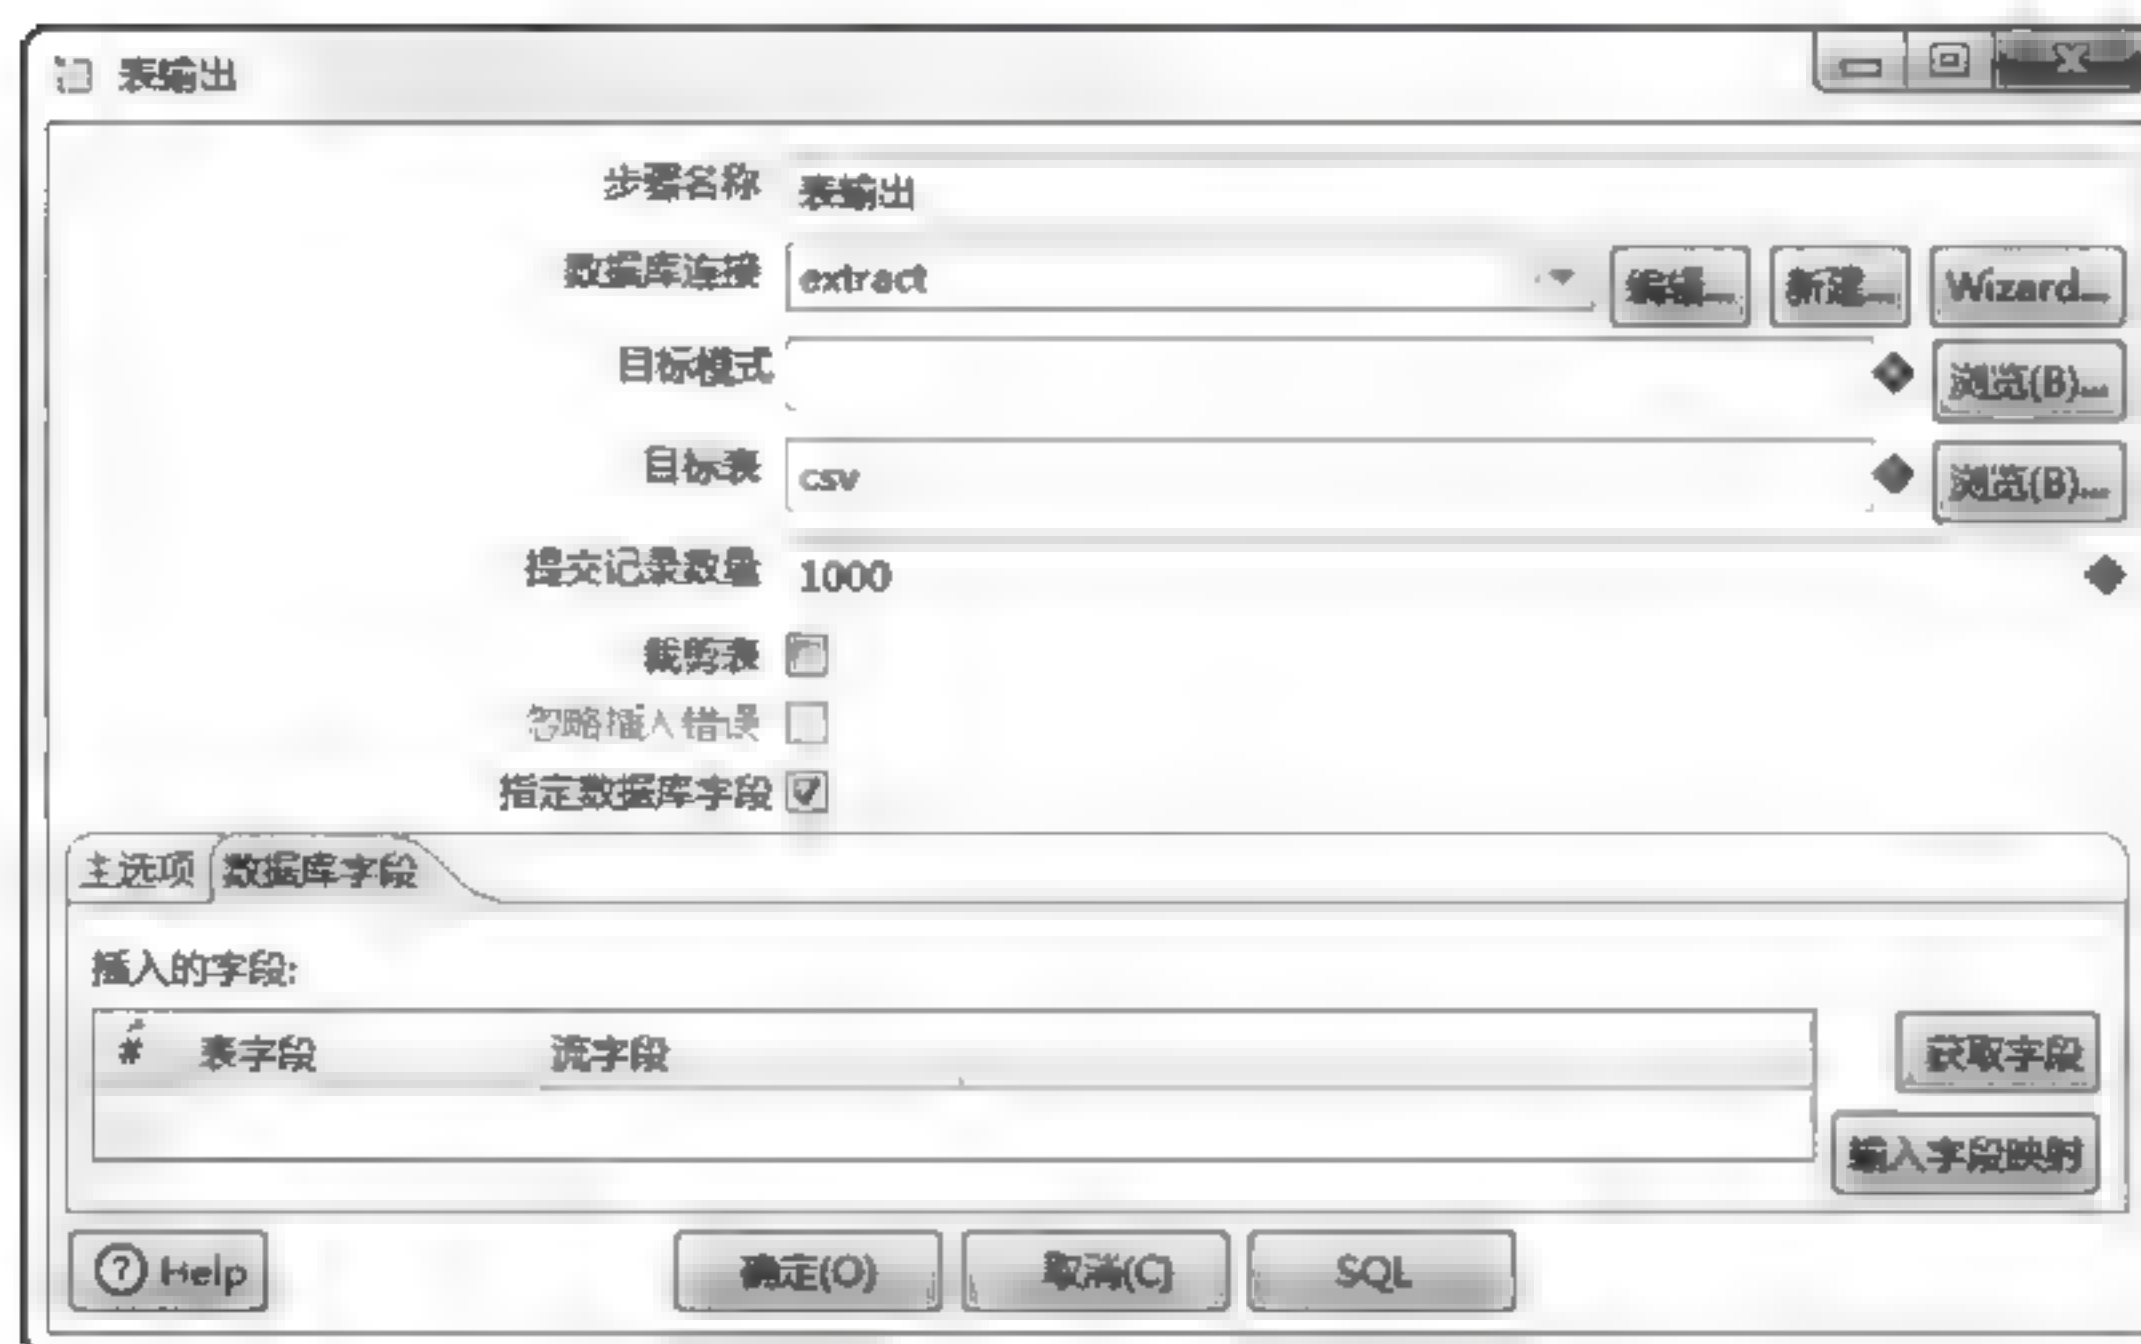 表输出
步骤名称 表输出
数据库连接 extract 编辑... 新建... Wizard...
目标模式 浏览(B)...
目标表 csv 浏览(B)...
提交记录数量 1000
裁剪表
忽略插入错误
指定数据库字段
主选项 数据库字段
插入的字段:
# 表字段 流字段 获取字段
输入字段映射
Help 确定(O) 取消(C) SQL